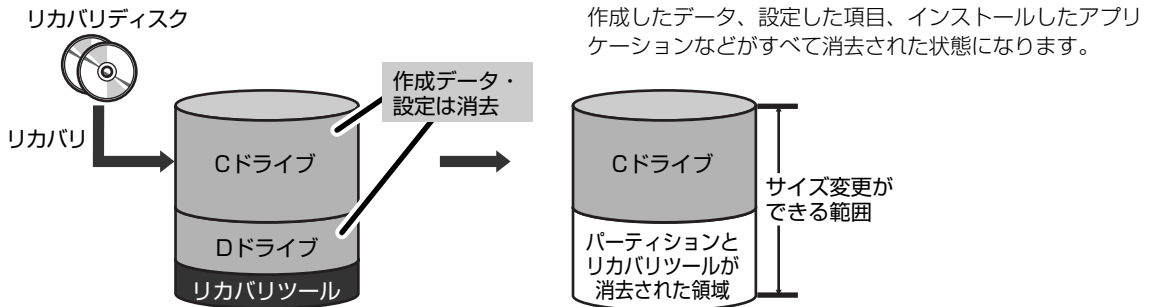 リカバリディスク
作成したデータ、設定した項目、インストールしたアプリ
ケーションなどがすべて消去された状態になります。
作成データ・
設定は消去
リカバリ
Cドライブ
Dドライブ
リカバリツール
Cドライブ
パーティションと
リカバリツールが
消去された領域
サイズ変更が
できる範囲